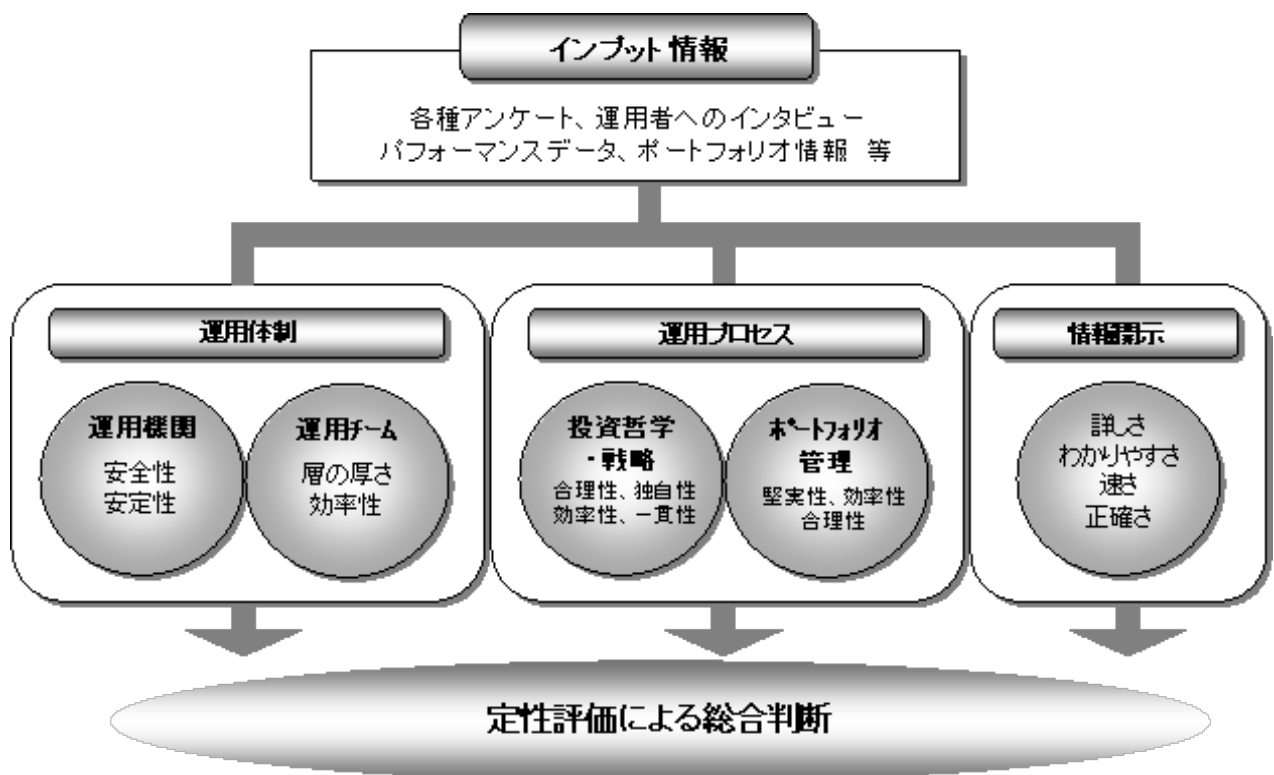 インプット情報
各種アンケート、運用者へのインタビュー
パフォーマンスデータ、ポートフォリオ情報 等
運用体制
運用機関
安全性
安定性
運用チーム
層の厚さ
効率性
運用プロセス
投資哲学
・戦略
合理性、独自性
効率性、一貫性
ポートフォリオ
管理
堅実性、効率性
合理性
情報開示
詳しさ
わかりやすさ
速さ
正確さ
定性評価による総合判断